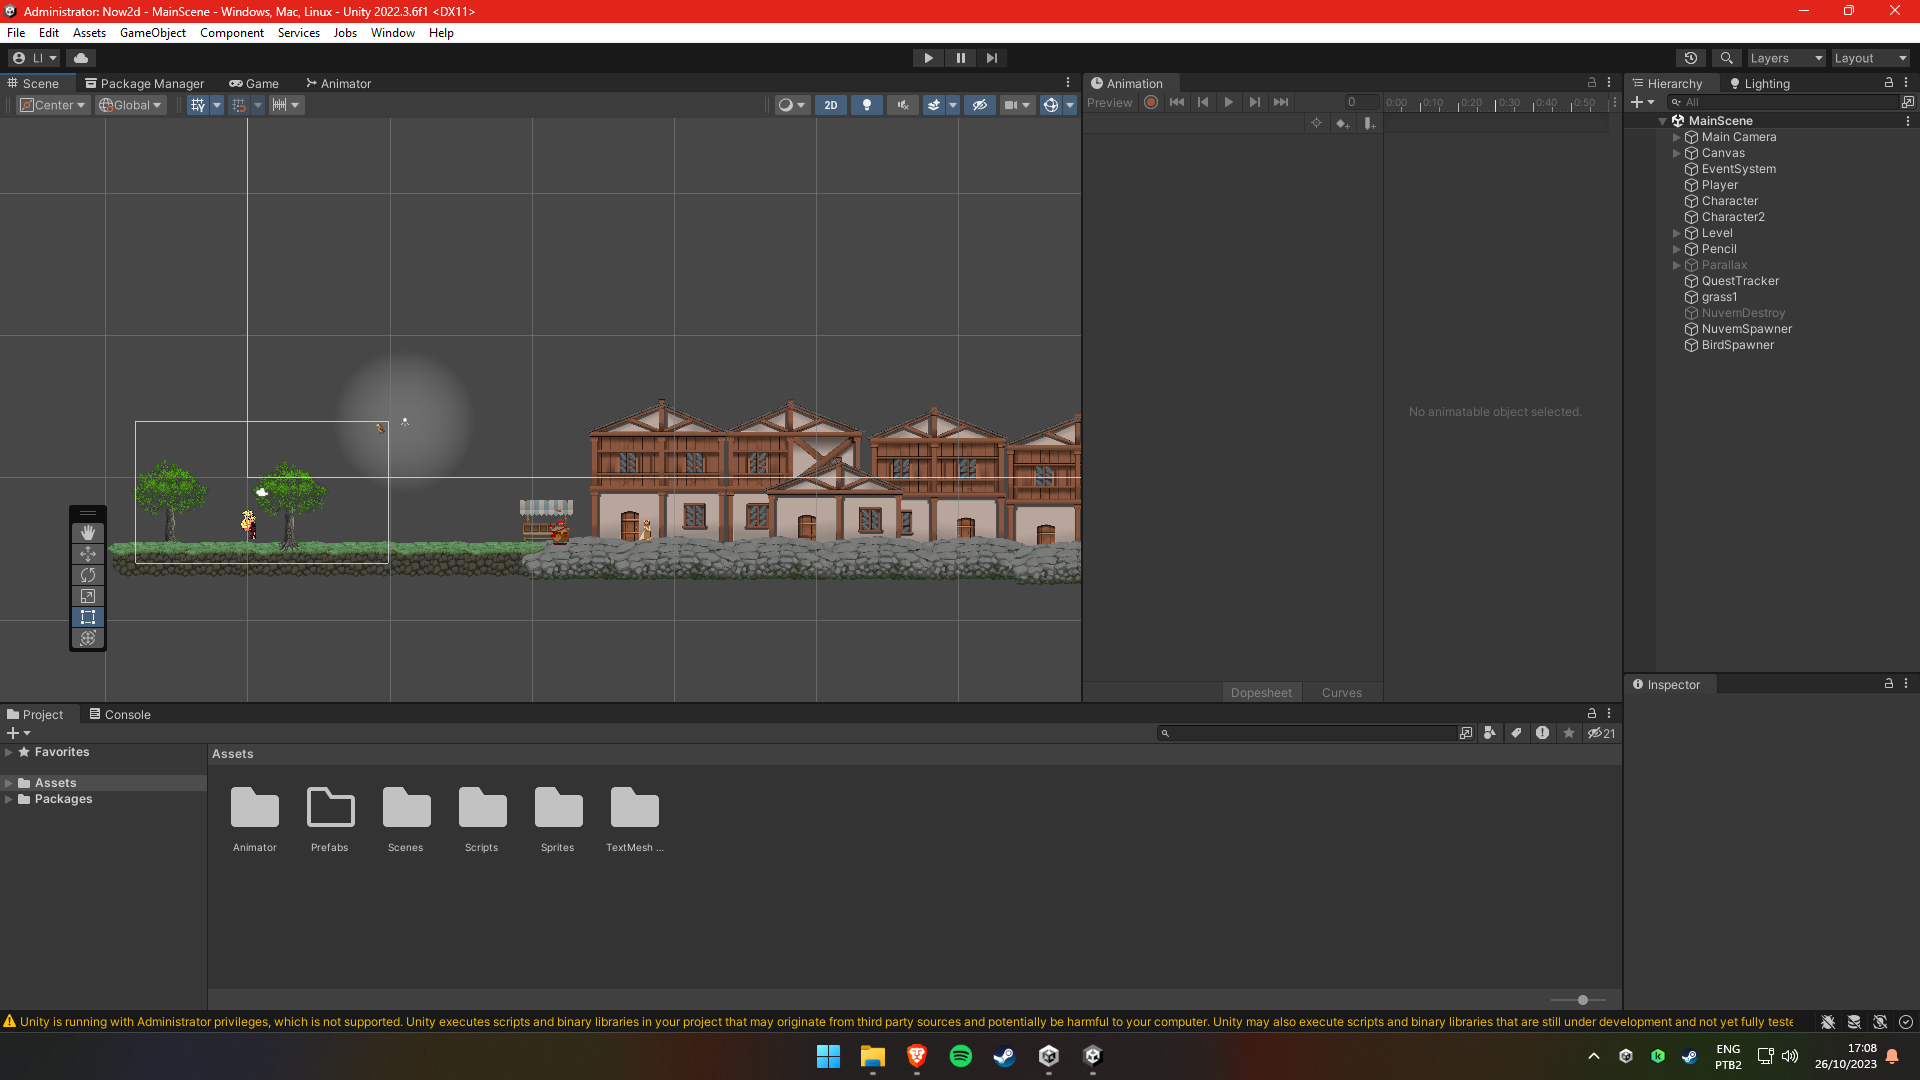 Administrator: Now2d - MainScene - Windows, Mac, Linux - Unity 2022.3.6f1 <DX11>
File Edit Assets GameObject Component Services Jobs Window Help
LI
Layers Layout
Scene Package Manager Game Animator
Center Global 2D
Animation
Preview 0 0:00 0:10 0:20 0:30 0:40 0:50
No animatable object selected.
Dopesheet Curves
Hierarchy Lighting
All
MainScene
Main Camera
Canvas
EventSystem
Player
Character
Character2
Level
Pencil
Parallax
QuestTracker
grass1
NuvemDestroy
NuvemSpawner
BirdSpawner
Inspector
Project Console
21
Favorites
Assets
Packages
Assets
Animator Prefabs Scenes Scripts Sprites TextMesh ...
Unity is running with Administrator privileges, which is not supported. Unity executes scripts and binary libraries in your project that may originate from third party sources and potentially be harmful to your computer. Unity may also execute scripts and binary libraries that are still under development and not yet fully teste
ENG
PTB2
17:08
26/10/2023